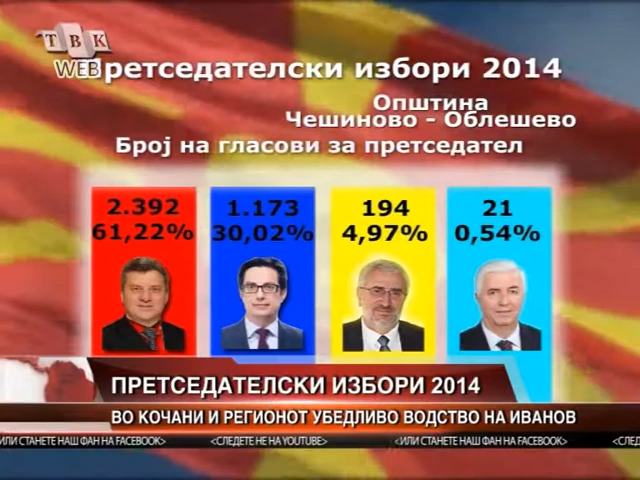 ТВК
WEB
Претседателски избори 2014
Општина
Чешиново - Облешево
Број на гласови за претседател
2.392 1.173 194 21
61,22% 30,02% 4,97% 0,54%
ПРЕТСЕДАТЕЛСКИ ИЗБОРИ 2014
ВО КОЧАНИ И РЕГИОНОТ УБЕДЛИВО ВОДСТВО НА ИВАНОВ
ИЛИ СТАНЕТЕ НАШ ФАН НА FACEBOOK> <СЛЕДЕТЕ НЕ НА YOUTUBE> <ИЛИ СТАНЕТЕ НАШ ФАН НА FACEBOOK> <СЛЕД